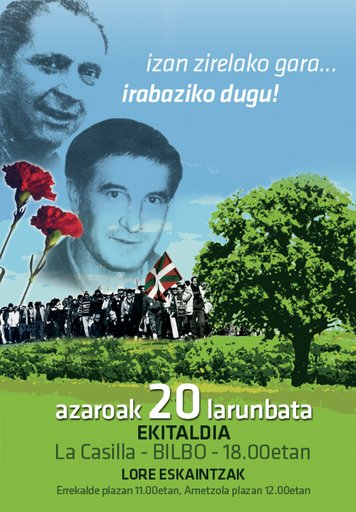 izan zirelako gara...
irabaziko dugu!
azaroak 20 larunbata
EKITALDIA
La Casilla - BILBO - 18.00etan
LORE ESKAINTZAK
Errekalde plazan 11.00etan, Ametzola plazan 12.00etan